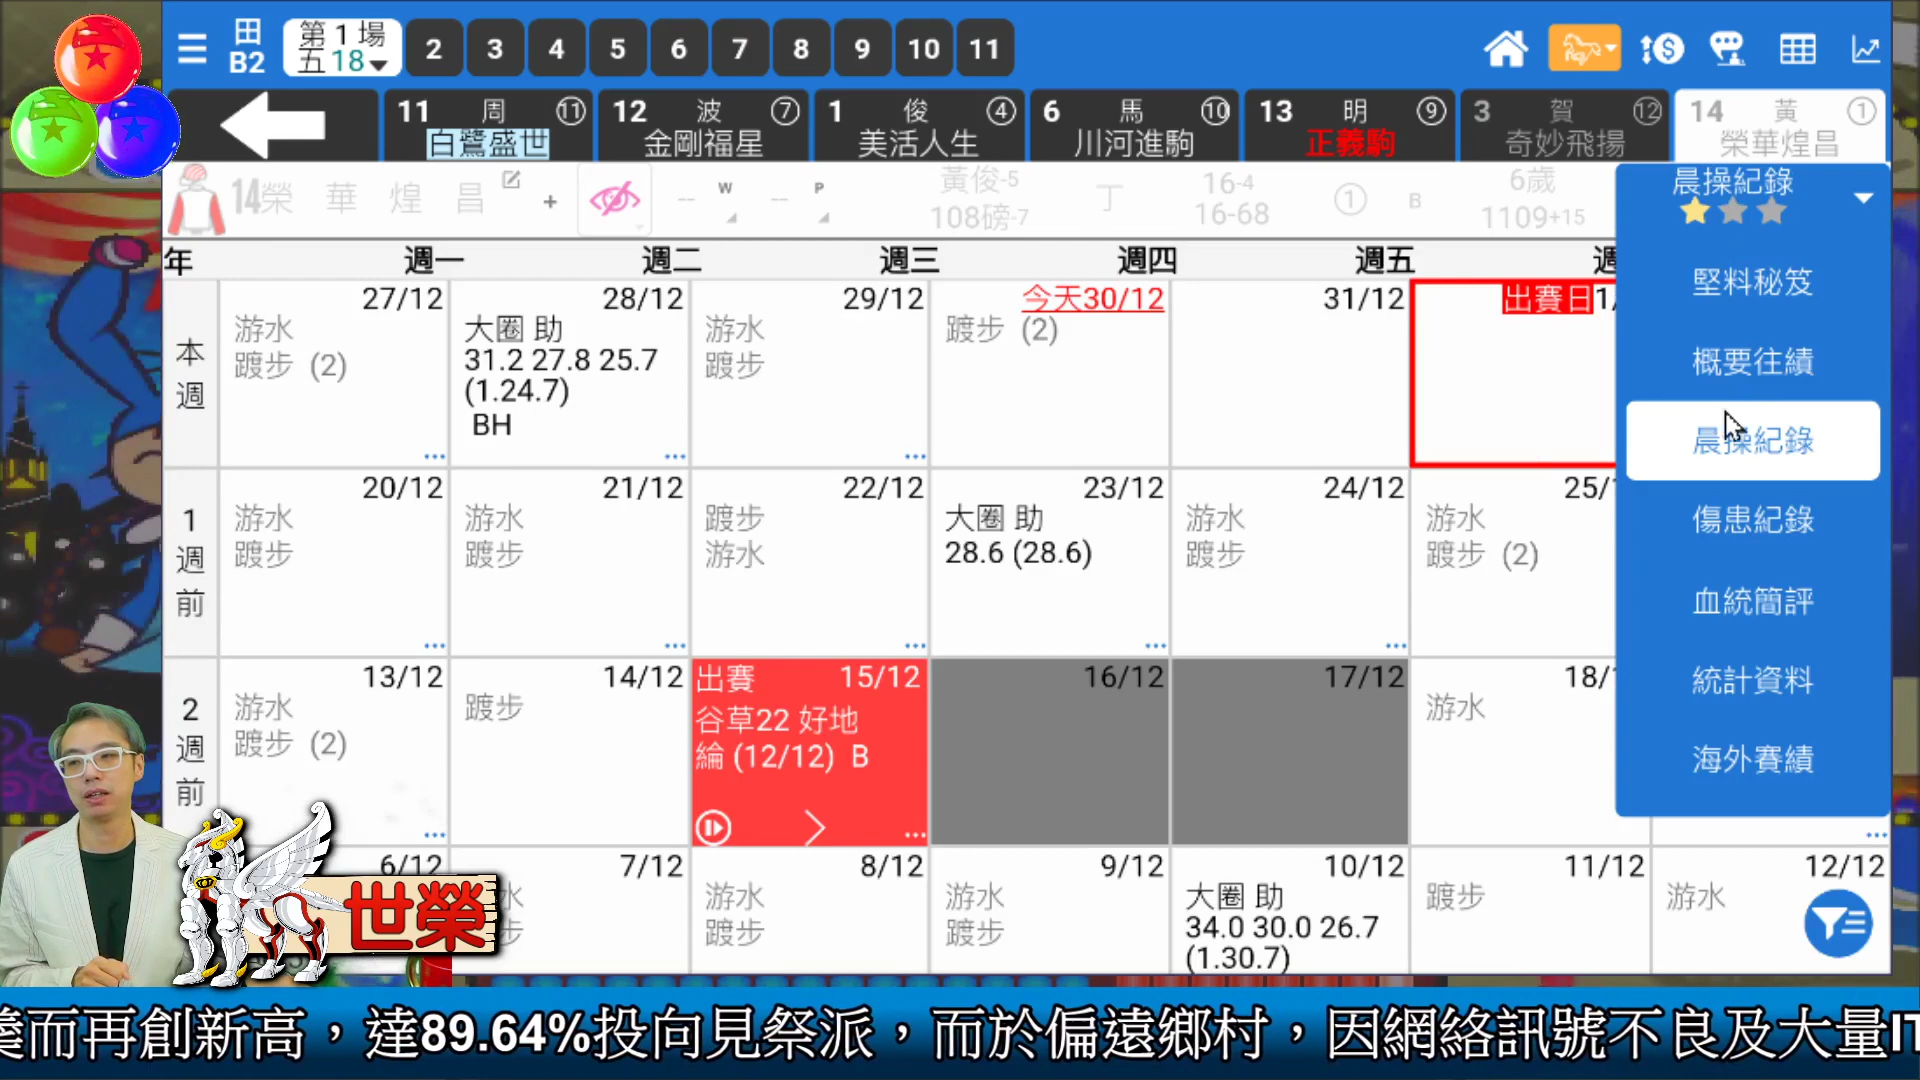 田
B2
第1場
五18
2 3 4 5 6 7 8 9 10 11
11 周 ⑪
白鷺盛世
12 波 ⑦
金剛福星
1 俊 ④
美活人生
6 馬 ⑩
川河進駒
13 明 ⑨
正義駒
3 賀 ⑫
奇妙飛揚
14 黃 ①
榮華煌昌
14榮華煌昌
+
-- W
-- P
黃俊-5
108磅-7
丁
16-4
16-68
①
B
6歲
1109+15
晨操紀錄
堅料秘笈
概要往績
晨操紀錄
傷患紀錄
血統簡評
統計資料
海外賽績
年 週一 週二 週三 週四 週五
本週
27/12
游水
踱步 (2)
...
28/12
大圈 助
31.2 27.8 25.7
(1.24.7)
BH
...
29/12
游水
踱步
...
今天30/12
踱步 (2)
31/12
出賽日1/
1週前
20/12
游水
踱步
...
21/12
游水
踱步
...
22/12
踱步
游水
...
23/12
大圈 助
28.6 (28.6)
...
24/12
游水
踱步
...
25/
游水
踱步 (2)
2週前
13/12
游水
踱步 (2)
...
14/12
踱步
出賽 15/12
谷草22 好地
綸 (12/12) B
...
16/12
17/12
18/
游水
...
6/12
7/12
8/12
游水
踱步
9/12
游水
踱步
10/12
大圈 助
34.0 30.0 26.7
(1.30.7)
11/12
踱步
12/12
游水
世榮
而再創新高，達89.64%投向見祭派，而於偏遠鄉村，因網絡訊號不良及大量IT